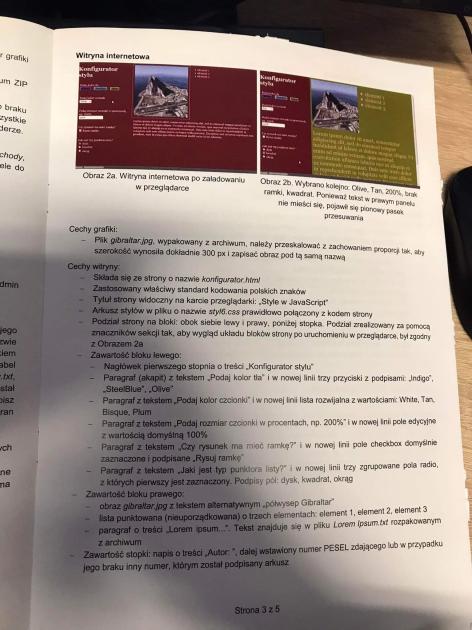 r grafiki
um ZIP
o braku
zystkie
derze.
chody,
ele do
dmin
jego
zwie
kiem
abel
r.txt,
stał
pisz
ran
ych
ne
ma
Witryna internetowa
Konfigurator
stylu
Konfigurator
stylu
element 1
element 2
element 3
Obraz 2a. Witryna internetowa po załadowaniu
w przeglądarce
Obraz 2b. Wybrano kolejno: Olive, Tan, 200%, brak
ramki, kwadrat. Ponieważ tekst w prawym panelu
nie mieści się, pojawił się pionowy pasek
przesuwania
Cechy grafiki:
– Plik gibraltar.jpg, wypakowany z archiwum, należy przeskalować z zachowaniem proporcji tak, aby
szerokość wynosiła dokładnie 300 px i zapisać obraz pod tą samą nazwą
Cechy witryny:
– Składa się ze strony o nazwie konfigurator.html
– Zastosowany właściwy standard kodowania polskich znaków
– Tytuł strony widoczny na karcie przeglądarki: „Style w JavaScript"
– Arkusz stylów w pliku o nazwie styl6.css prawidłowo połączony z kodem strony
– Podział strony na bloki: obok siebie lewy i prawy, poniżej stopka. Podział zrealizowany za pomocą
znaczników sekcji tak, aby wygląd układu bloków strony po uruchomieniu w przeglądarce, był zgodny
z Obrazem 2a
– Zawartość bloku lewego:
– Nagłówek pierwszego stopnia o treści „Konfigurator stylu"
– Paragraf (akapit) z tekstem „Podaj kolor tła" i w nowej linii trzy przyciski z podpisami: „Indigo",
„SteelBlue", „Olive"
– Paragraf z tekstem „Podaj kolor czcionki" i w nowej linii lista rozwijalna z wartościami: White, Tan,
Bisque, Plum
– Paragraf z tekstem „Podaj rozmiar czcionki w procentach, np. 200%" i w nowej linii pole edycyjne
z wartością domyślną 100%
– Paragraf z tekstem „Czy rysunek ma mieć ramkę?" i w nowej linii pole checkbox domyślnie
zaznaczone i podpisane „Rysuj ramkę"
– Paragraf z tekstem „Jaki jest typ punktora listy?" i w nowej linii trzy zgrupowane pola radio,
z których pierwszy jest zaznaczony. Podpisy pól: dysk, kwadrat, okrąg
– Zawartość bloku prawego:
– obraz gibraltar.jpg z tekstem alternatywnym „półwysep Gibraltar"
– lista punktowana (nieuporządkowana) o trzech elementach: element 1, element 2, element 3
– paragraf o treści „Lorem ipsum...". Tekst znajduje się w pliku Lorem Ipsum.txt rozpakowanym
z archiwum
– Zawartość stopki: napis o treści „Autor: ", dalej wstawiony numer PESEL zdającego lub w przypadku
jego braku inny numer, którym został podpisany arkusz
Strona 3 z 5